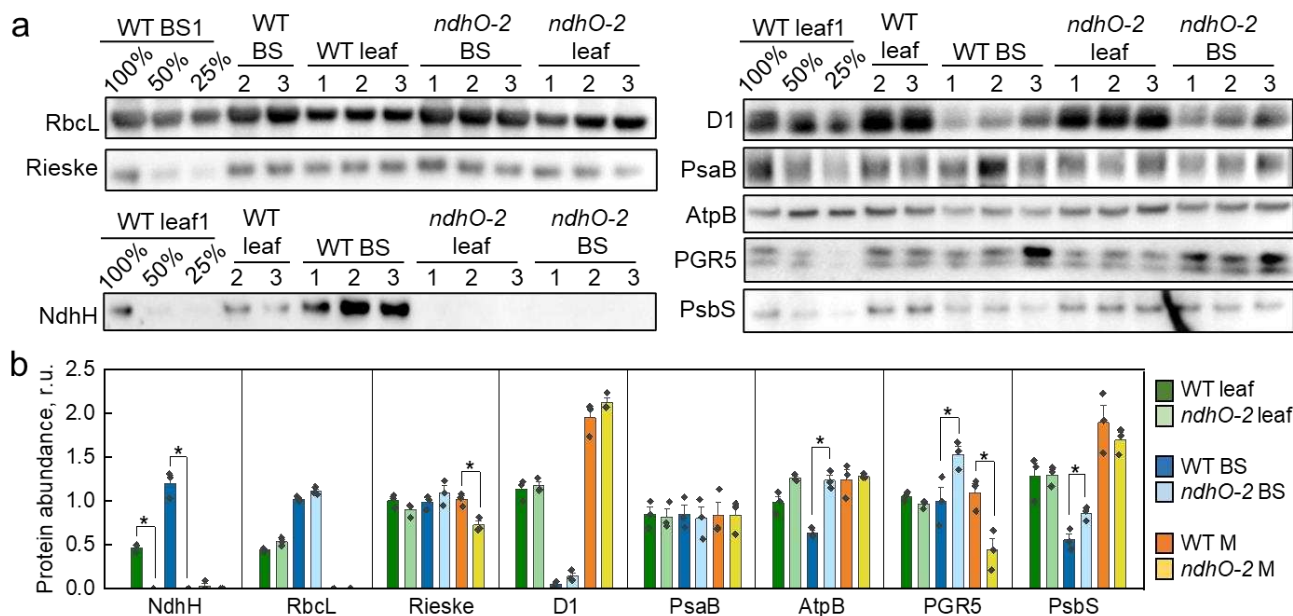 a
WT BS1
WT BS
WT leaf
ndhO-2 BS
ndhO-2 leaf
100% 50% 25% 2 3 1 2 3 1 2 3 1 2 3
RbcL
Rieske
WT leaf1
WT leaf
WT BS
ndhO-2 leaf
ndhO-2 BS
100% 50% 25% 2 3 1 2 3 1 2 3 1 2 3
NdhH
WT leaf1
WT leaf
WT BS
ndhO-2 leaf
ndhO-2 BS
100% 50% 25% 2 3 1 2 3 1 2 3 1 2 3
D1
PsaB
AtpB
PGR5
PsbS
b
Protein abundance, r.u.
2.5
2.0
1.5
1.0
0.5
0.0
* * * * * * *
NdhH RbcL Rieske D1 PsaB AtpB PGR5 PsbS
WT leaf
ndhO-2 leaf
WT BS
ndhO-2 BS
WT M
ndhO-2 M